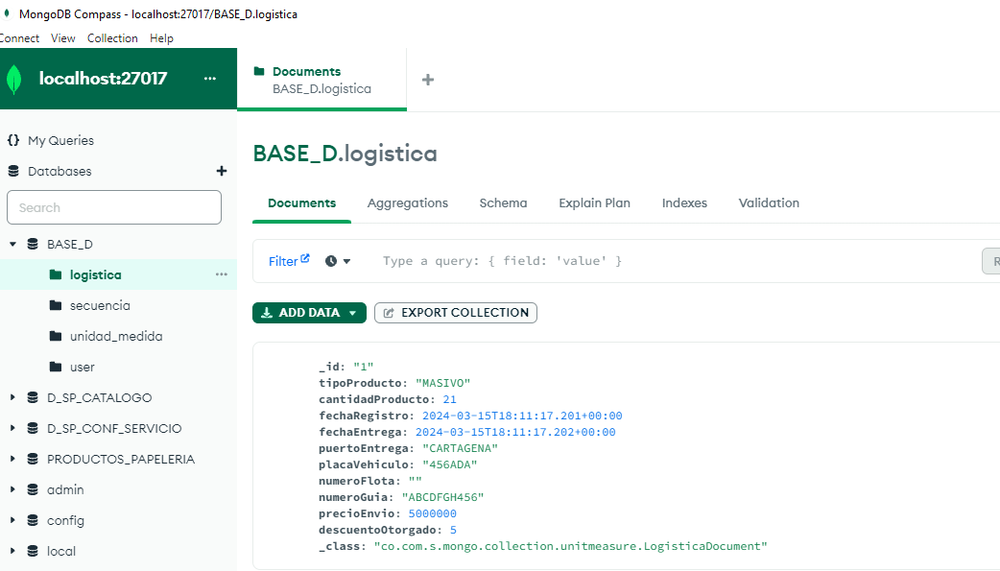 MongoDB Compass - localhost:27017/BASE_D.logistica
Connect View Collection Help
localhost:27017 ...
Documents
BASE_D.logistica
+
{} My Queries
Databases +
Search
BASE_D
logistica ...
secuencia
unidad_medida
user
D_SP_CATALOGO
D_SP_CONF_SERVICIO
PRODUCTOS_PAPELERIA
admin
config
local
BASE_D.logistica
Documents Aggregations Schema Explain Plan Indexes Validation
Filter Type a query: { field: 'value' }
R
ADD DATA EXPORT COLLECTION
_id: "1"
tipoProducto: "MASIVO"
cantidadProducto: 21
fechaRegistro: 2024-03-15T18:11:17.201+00:00
fechaEntrega: 2024-03-15T18:11:17.202+00:00
puertoEntrega: "CARTAGENA"
placaVehiculo: "456ADA"
numeroFlota: ""
numeroGuia: "ABCDFGH456"
precioEnvio: 5000000
descuentoOtorgado: 5
_class: "co.com.s.mongo.collection.unitmeasure.LogisticaDocument"